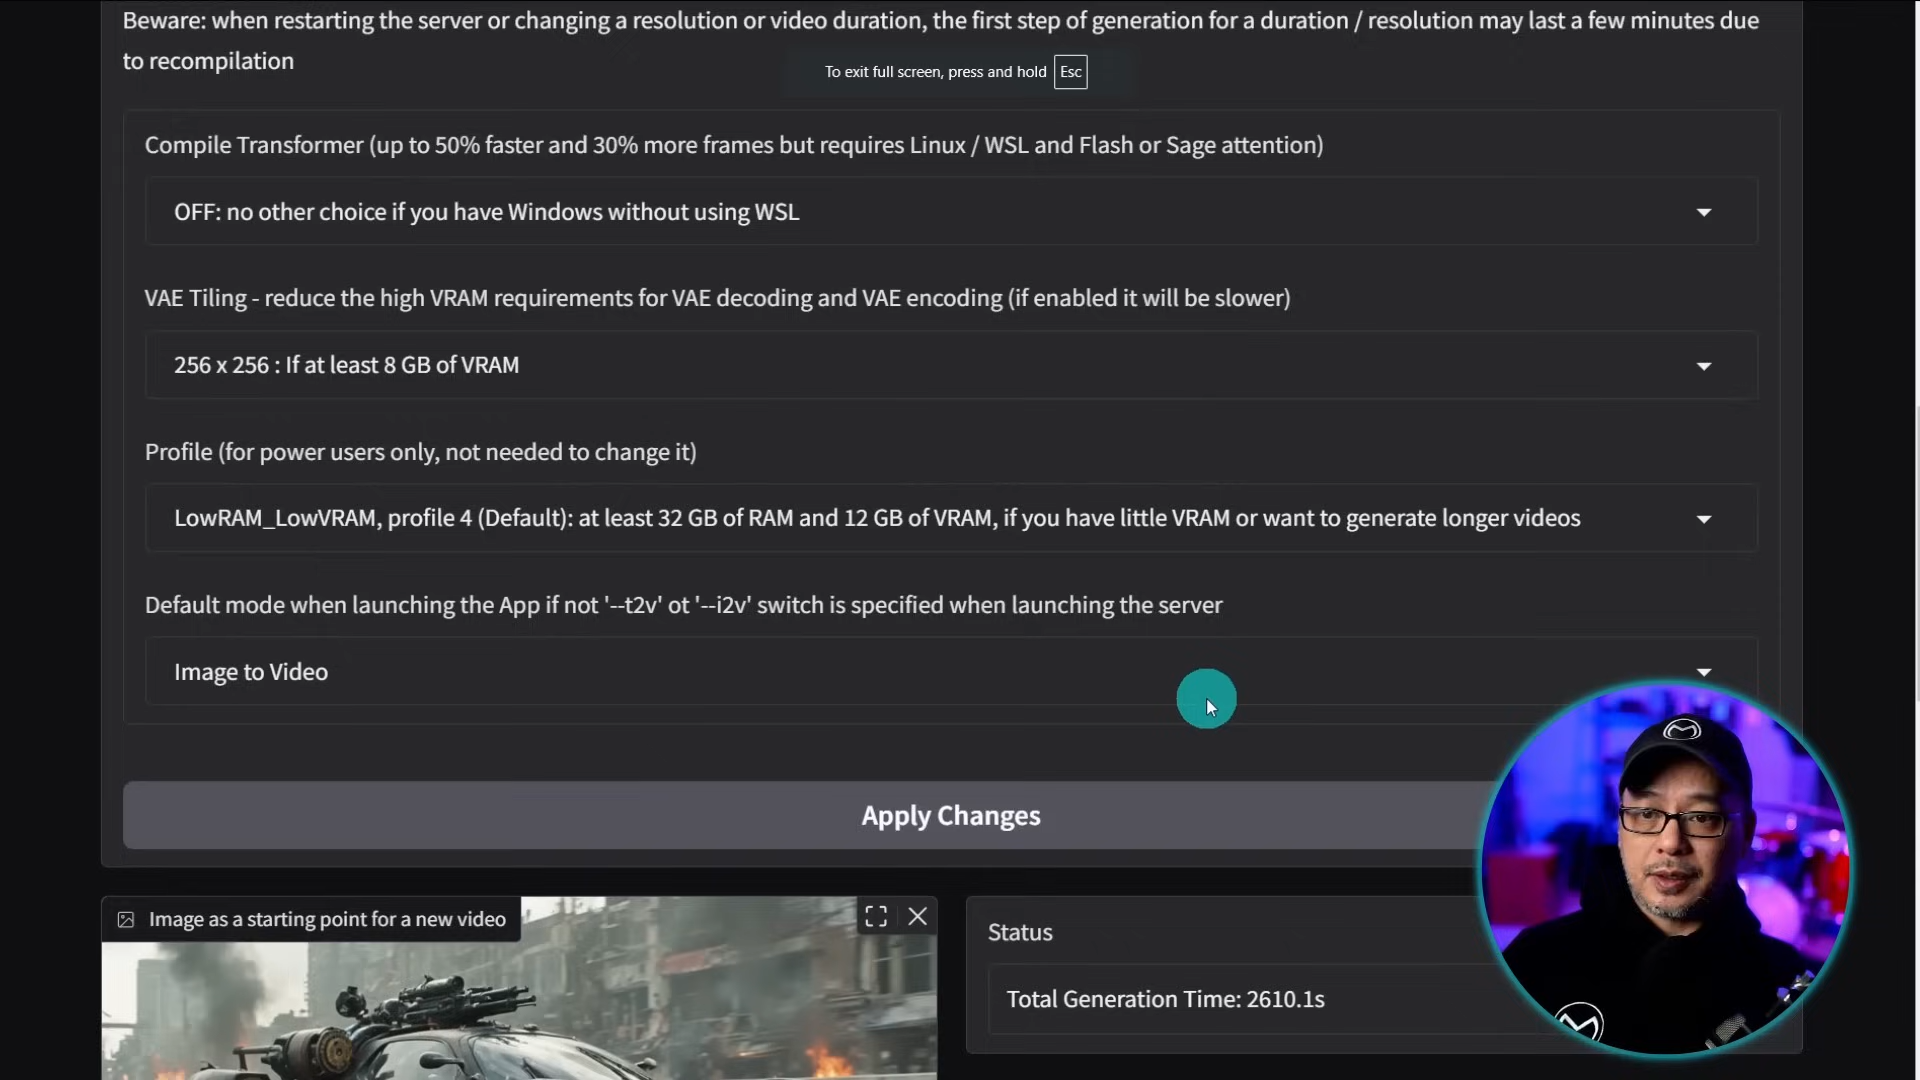 Beware: when restarting the server or changing a resolution or video duration, the first step of generation for a duration / resolution may last a few minutes due
to recompilation
To exit full screen, press and hold Esc
Compile Transformer (up to 50% faster and 30% more frames but requires Linux / WSL and Flash or Sage attention)
OFF: no other choice if you have Windows without using WSL
VAE Tiling - reduce the high VRAM requirements for VAE decoding and VAE encoding (if enabled it will be slower)
256 x 256 : If at least 8 GB of VRAM
Profile (for power users only, not needed to change it)
LowRAM_LowVRAM, profile 4 (Default): at least 32 GB of RAM and 12 GB of VRAM, if you have little VRAM or want to generate longer videos
Default mode when launching the App if not '--t2v' ot '--i2v' switch is specified when launching the server
Image to Video
Apply Changes
Image as a starting point for a new video
Status
Total Generation Time: 2610.1s